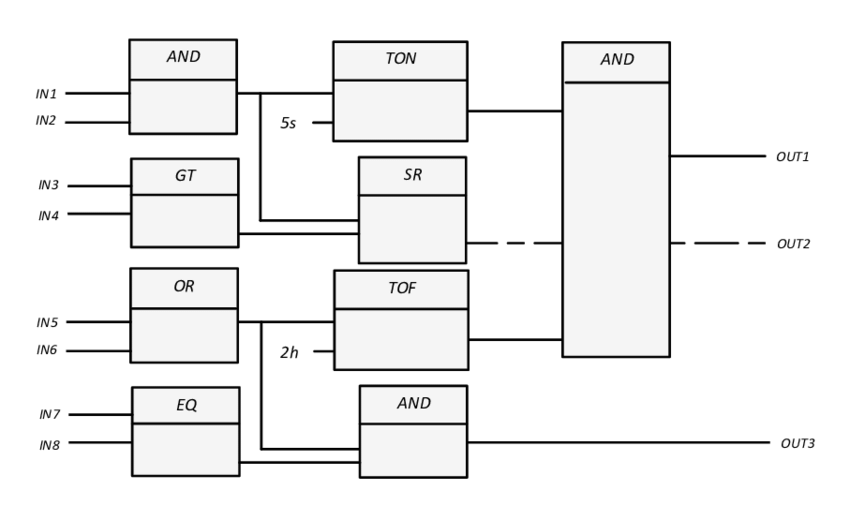 AND
TON
AND
IN1
IN2
5s
OUT1
GT
SR
IN3
IN4
OUT2
OR
TOF
IN5
IN6
2h
EQ
AND
IN7
IN8
OUT3